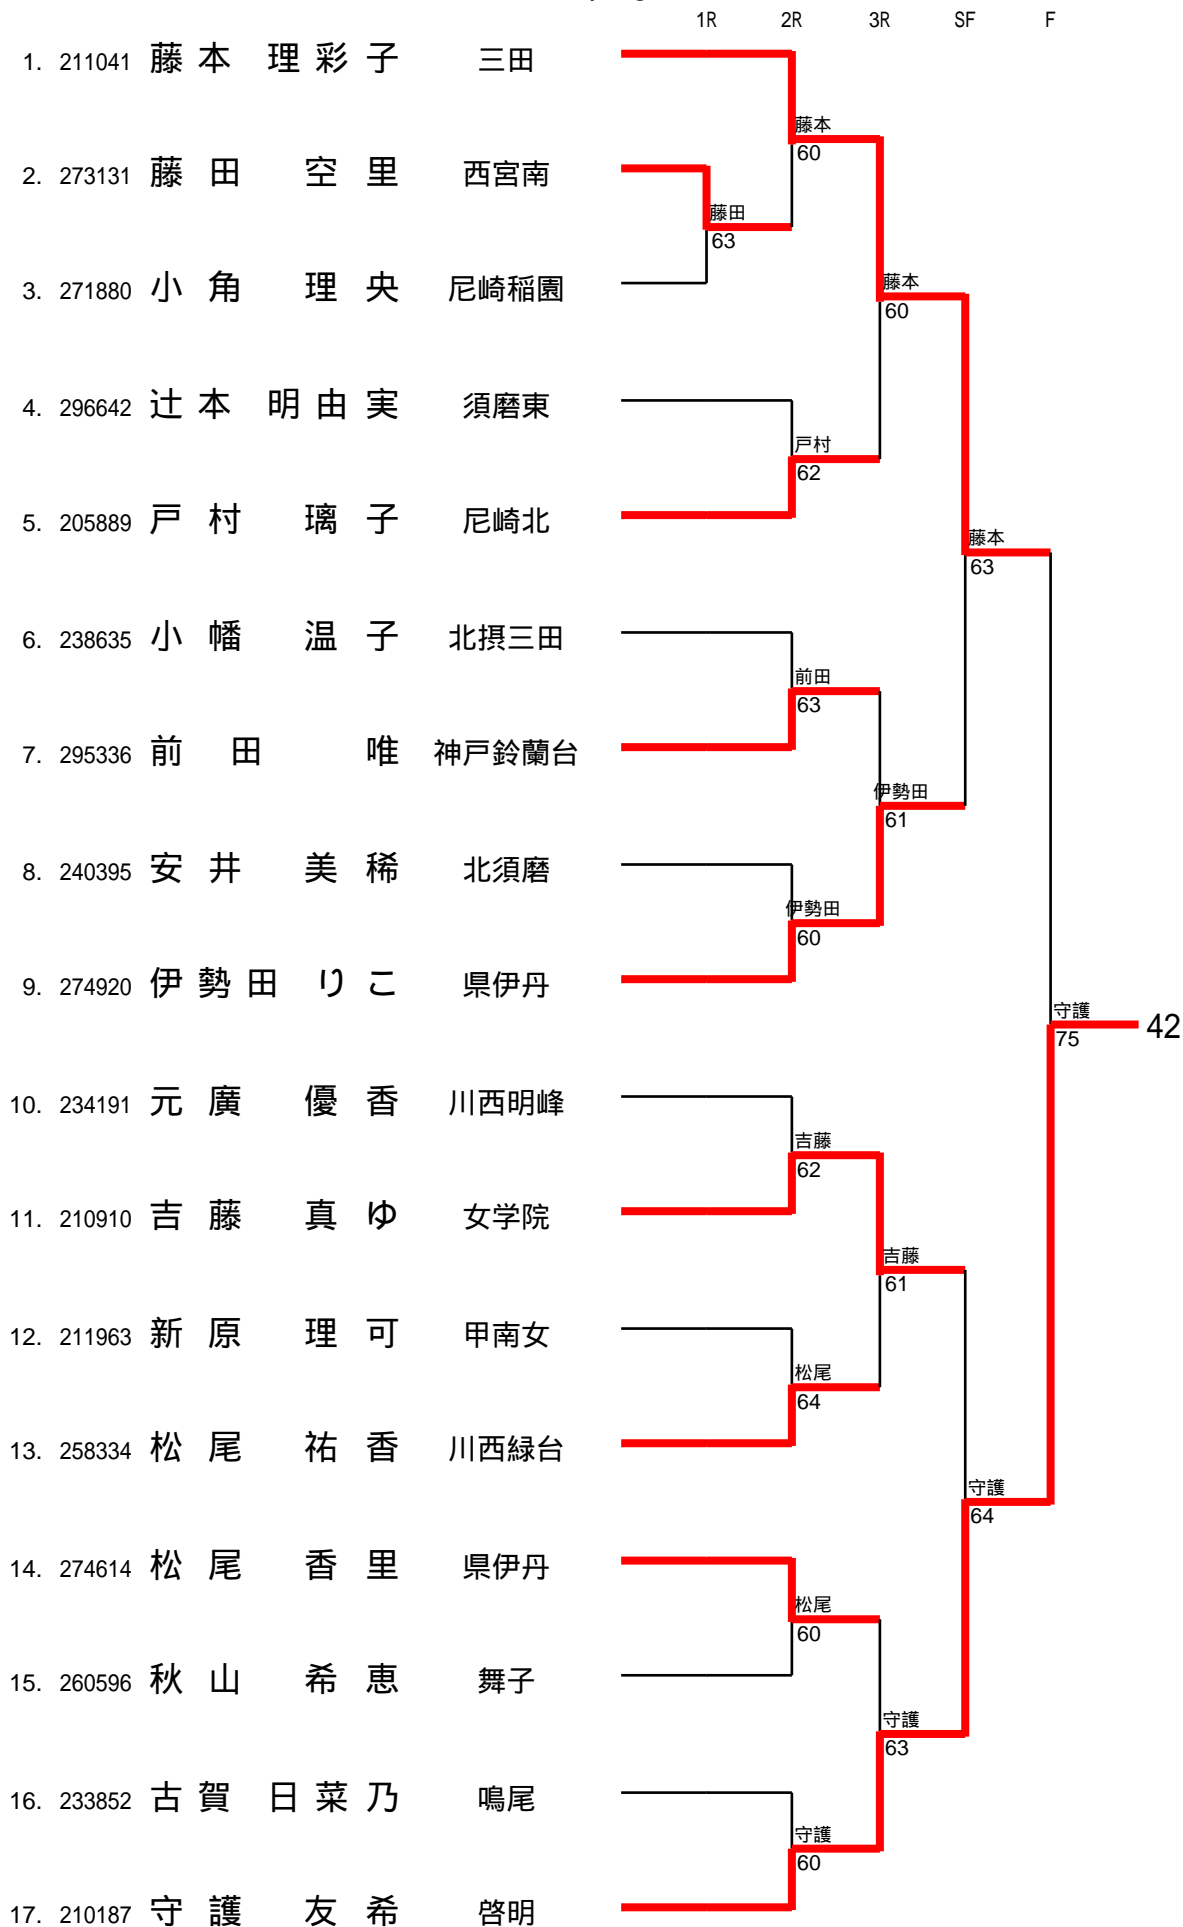 1R 2R 3R SF F
1. 211041 藤本 理彩子 三田
藤本
60
2. 273131 藤田 空里 西宮南
藤田
63
3. 271880 小角 理央 尼崎稲園
藤本
60
4. 296642 辻本 明由実 須磨東
戸村
62
5. 205889 戸村 璃子 尼崎北
藤本
63
6. 238635 小幡 温子 北摂三田
前田
63
7. 295336 前田 唯 神戸鈴蘭台
伊勢田
61
8. 240395 安井 美稀 北須磨
伊勢田
60
9. 274920 伊勢田 りこ 県伊丹
守護
75
42
10. 234191 元廣 優香 川西明峰
吉藤
62
11. 210910 吉藤 真ゆ 女学院
吉藤
61
12. 211963 新原 理可 甲南女
松尾
64
13. 258334 松尾 祐香 川西緑台
守護
64
14. 274614 松尾 香里 県伊丹
松尾
60
15. 260596 秋山 希恵 舞子
守護
63
16. 233852 古賀 日菜乃 鳴尾
守護
60
17. 210187 守護 友希 啓明